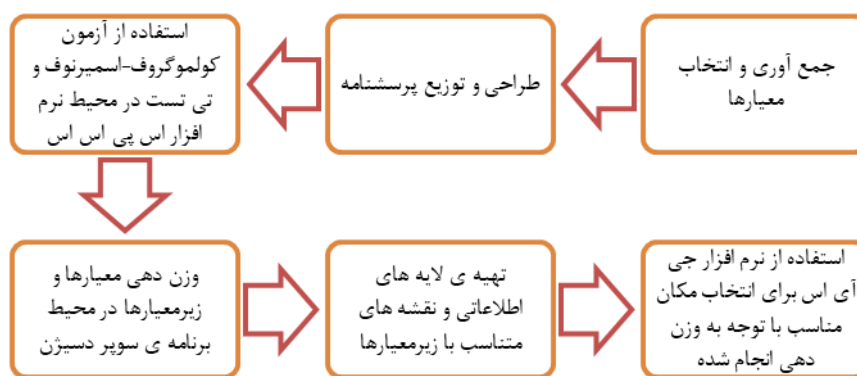 جمع آوری و انتخاب
معیارها
طراحی و توزیع پرسشنامه
استفاده از آزمون
کولموگروف-اسمیرنوف و
تی تست در محیط نرم
افزار اس پی اس اس
وزن دهی معیارها و
زیرمعیارها در محیط
برنامه ی سوپر دسیژن
تهیه ی لایه های
اطلاعاتی و نقشه های
متناسب با زیرمعیارها
استفاده از نرم افزار جی
آی اس برای انتخاب مکان
مناسب با توجه به وزن
دهی انجام شده